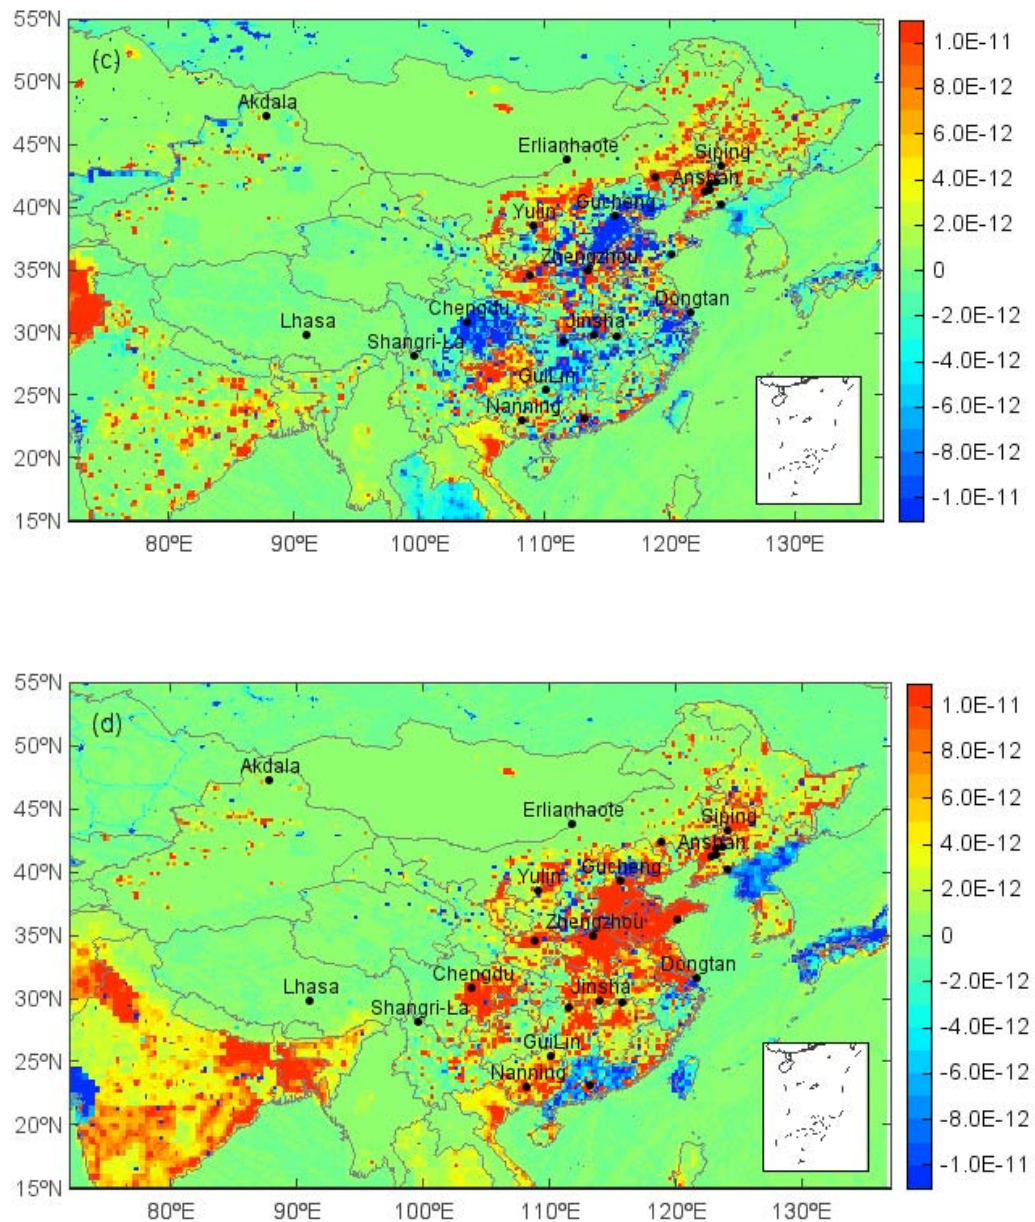 55ºN
(c)
1.0E-11
50ºN
8.0E-12
Akdala
6.0E-12
45ºN
Erlianhaote
Siping
4.0E-12
Anshan
40ºN
Gucheng
Yulin
2.0E-12
35ºN
Zhengzhou
0
Dongtan
-2.0E-12
30ºN
Lhasa
Chengdu
Jinsha
Shangri-La
-4.0E-12
25ºN
GuiLin
-6.0E-12
Nanning
20ºN
-8.0E-12
-1.0E-11
15ºN
80ºE 90ºE 100ºE 110ºE 120ºE 130ºE
55ºN
(d)
1.0E-11
50ºN
8.0E-12
Akdala
6.0E-12
45ºN
Erlianhaote
Siping
4.0E-12
Anshan
40ºN
Gucheng
Yulin
2.0E-12
35ºN
Zhengzhou
0
Dongtan
-2.0E-12
30ºN
Lhasa
Chengdu
Jinsha
Shangri-La
-4.0E-12
25ºN
GuiLin
-6.0E-12
Nanning
20ºN
-8.0E-12
-1.0E-11
15ºN
80ºE 90ºE 100ºE 110ºE 120ºE 130ºE